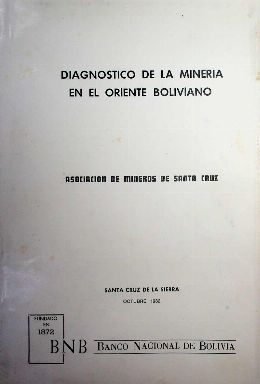 DIAGNOSTICO DE LA MINERIA
EN EL ORIENTE BOLIVIANO
ASOCIACION DE MINEROS DE SANTA CRUZ
SANTA CRUZ DE LA SIERRA
OCTUBRE
FUNDADO
EN
1872
BNB BANCO NACIONAL DE BOLIVIA